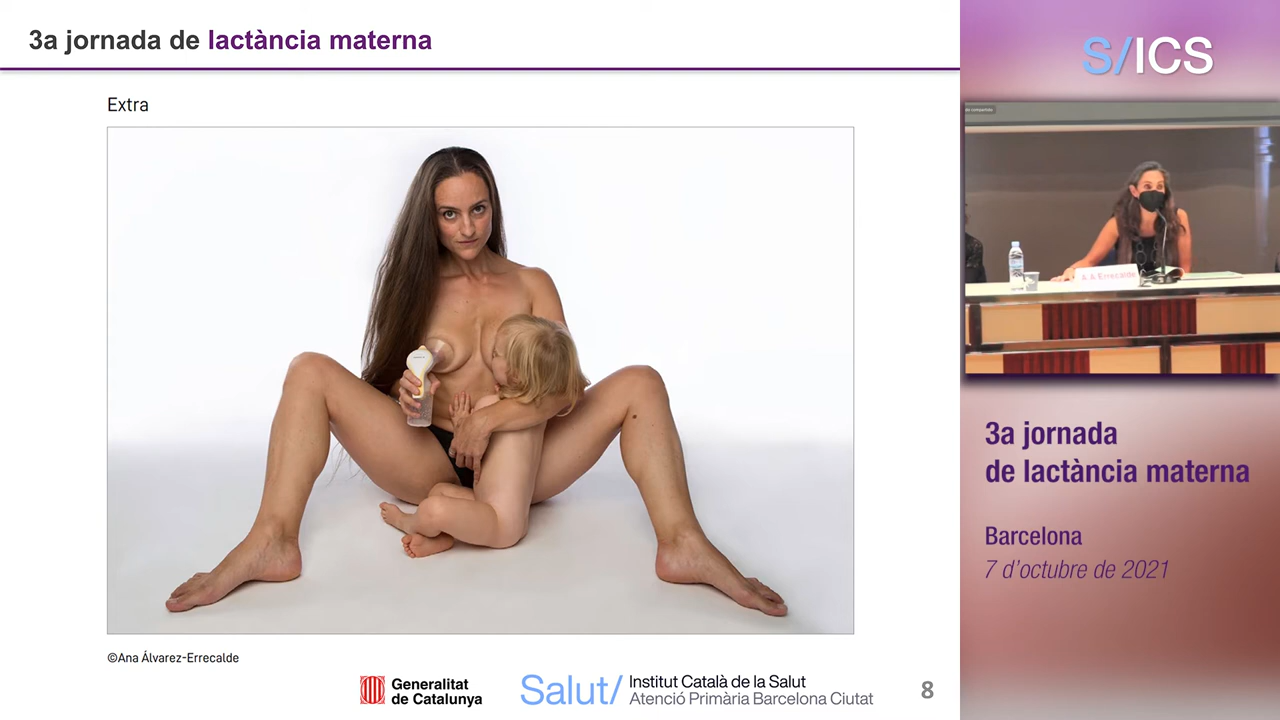 3a jornada de lactància materna
Extra
©Ana Álvarez-Errecalde
Generalitat
de Catalunya
Salut/
Institut Català de la Salut
Atenció Primària Barcelona Ciutat
8
S/ICS
A. Á. Errecalde
3a jornada
de lactància materna
Barcelona
7 d'octubre de 2021